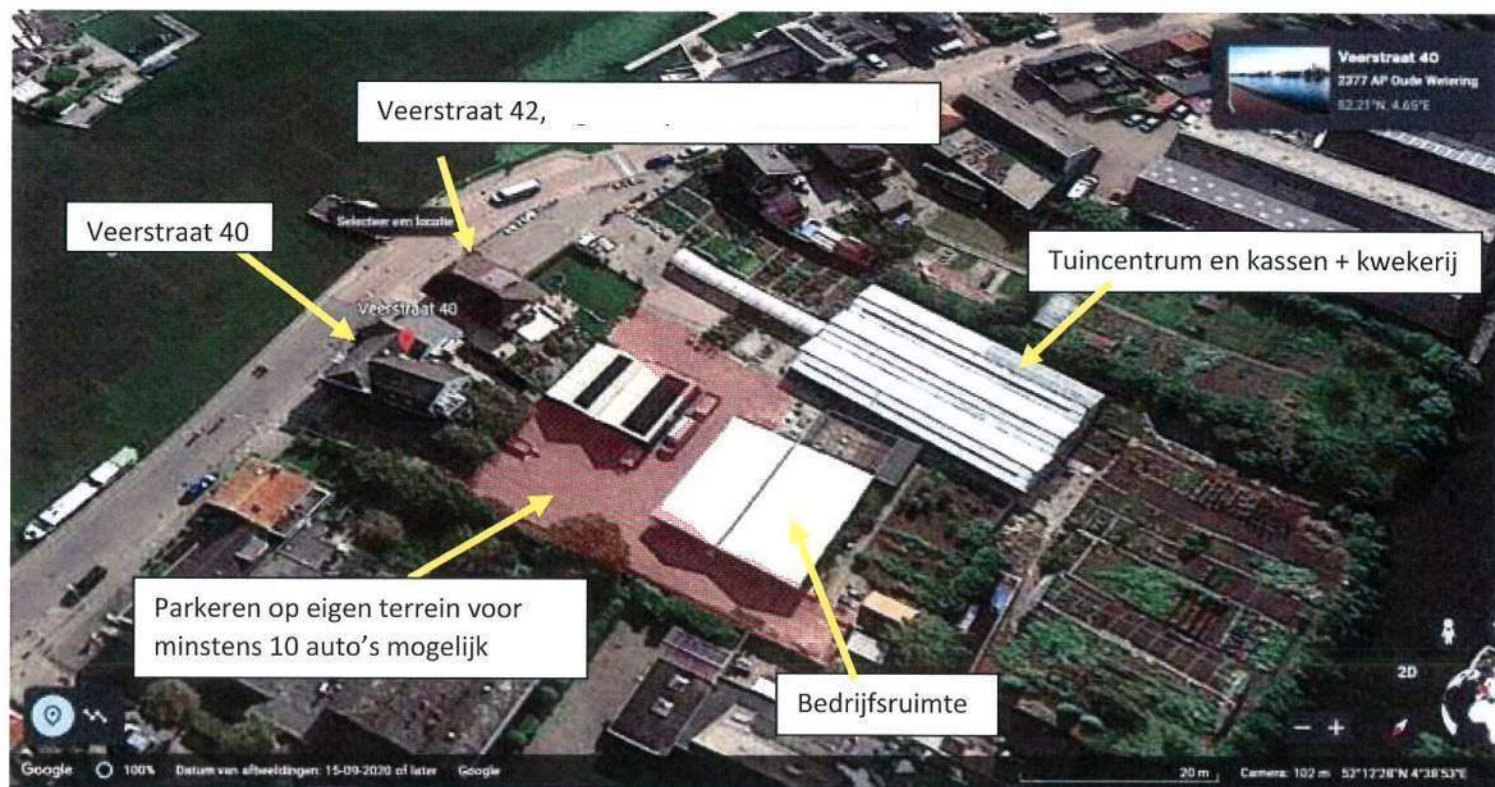 Veerstraat 40
2377 AP Oude Wetering
52.21°N, 4.65°E
Veerstraat 42,
Selecteer een locatie
Veerstraat 40
Tuincentrum en kassen + kwekerij
Veerstraat 40
Parkeren op eigen terrein voor
minstens 10 auto's mogelijk
Bedrijfsruimte
2D
Google 100% Datum van afbeeldingen: 15-09-2020 of later Google 20 m Camera: 102 m 52°12'28"N 4°38'53"E